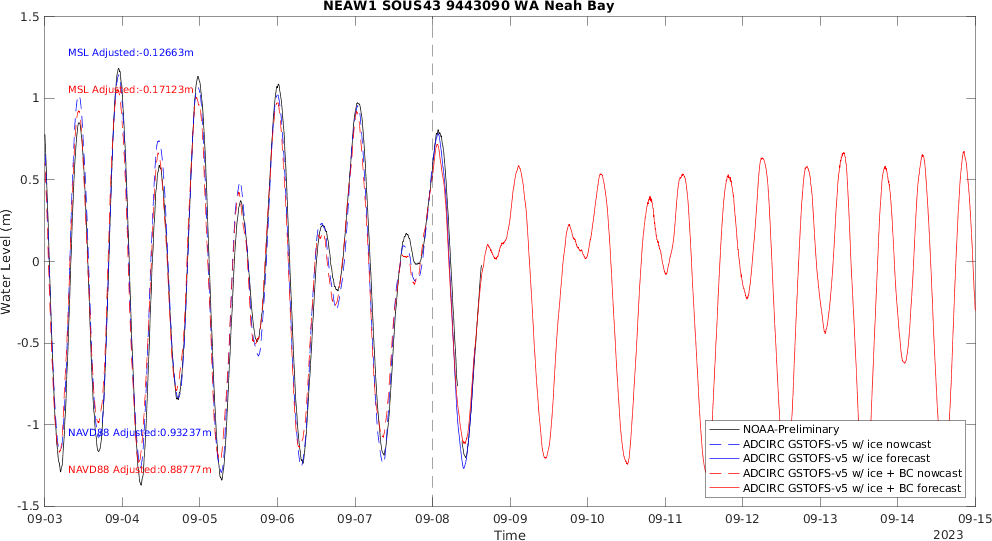 NEAW1 SOUS43 9443090 WA Neah Bay
1.5
1
0.5
0
-0.5
-1
-1.5
Water Level (m)
MSL Adjusted:-0.12663m
MSL Adjusted:-0.17123m
NAVD88 Adjusted:0.93237m
NAVD88 Adjusted:0.88777m
NOAA-Preliminary
ADCIRC GSTOFS-v5 w/ ice nowcast
ADCIRC GSTOFS-v5 w/ ice forecast
ADCIRC GSTOFS-v5 w/ ice + BC nowcast
ADCIRC GSTOFS-v5 w/ ice + BC forecast
09-03 09-04 09-05 09-06 09-07 09-08 09-09 09-10 09-11 09-12 09-13 09-14 09-15
Time
2023